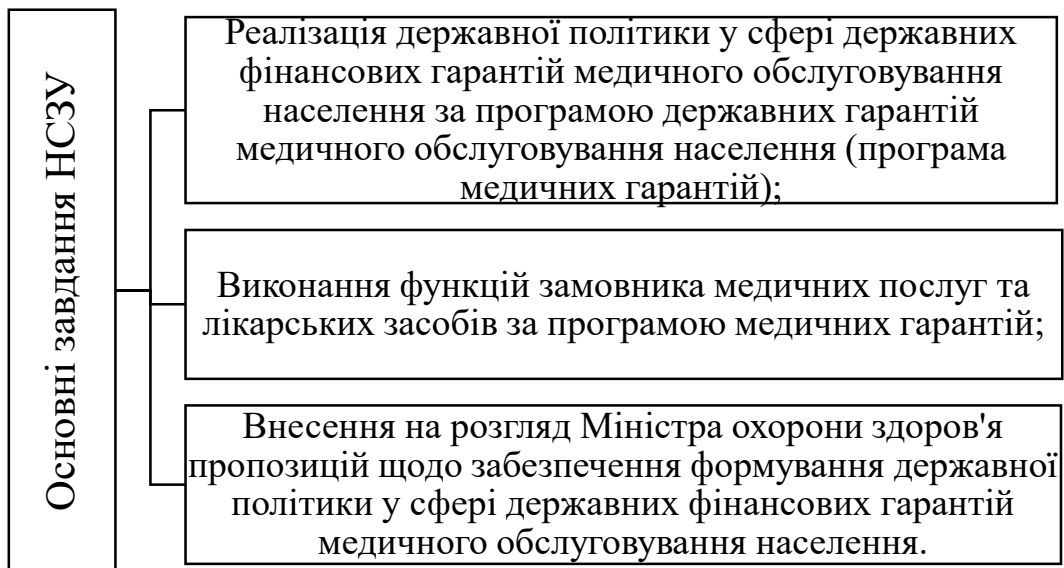 Основні завдання НСЗУ
Реалізація державної політики у сфері державних
фінансових гарантій медичного обслуговування
населення за програмою державних гарантій
медичного обслуговування населення (програма
медичних гарантій);
Виконання функцій замовника медичних послуг та
лікарських засобів за програмою медичних гарантій;
Внесення на розгляд Міністра охорони здоров'я
пропозицій щодо забезпечення формування державної
політики у сфері державних фінансових гарантій
медичного обслуговування населення.